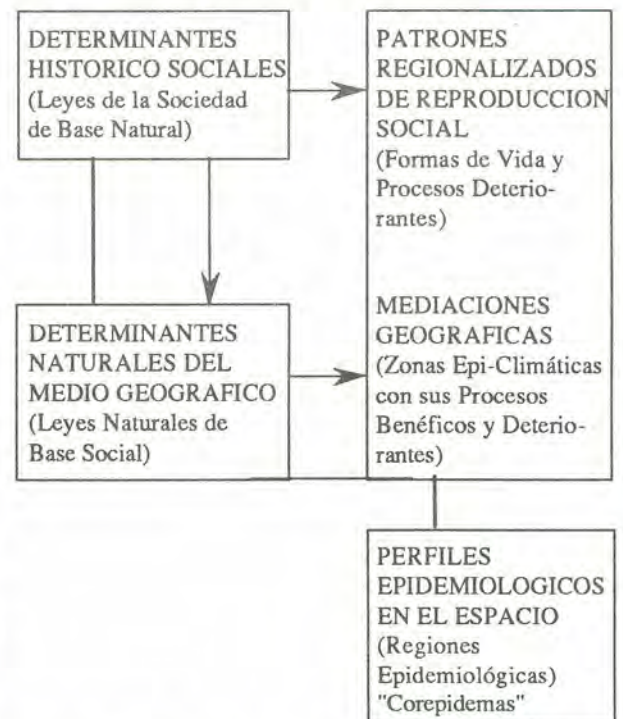 DETERMINANTES
HISTORICO SOCIALES
(Leyes de la Sociedad
de Base Natural)
PATRONES
REGIONALIZADOS
DE REPRODUCCION
SOCIAL
(Formas de Vida y
Procesos Deterio-
rantes)
DETERMINANTES
NATURALES DEL
MEDIO GEOGRAFICO
(Leyes Naturales de
Base Social)
MEDIACIONES
GEOGRAFICAS
(Zonas Epi-Climáticas
con sus Procesos
Benéficos y Deterio-
rantes)
PERFILES
EPIDEMIOLOGICOS
EN EL ESPACIO
(Regiones
Epidemiológicas)
"Corepidemas"